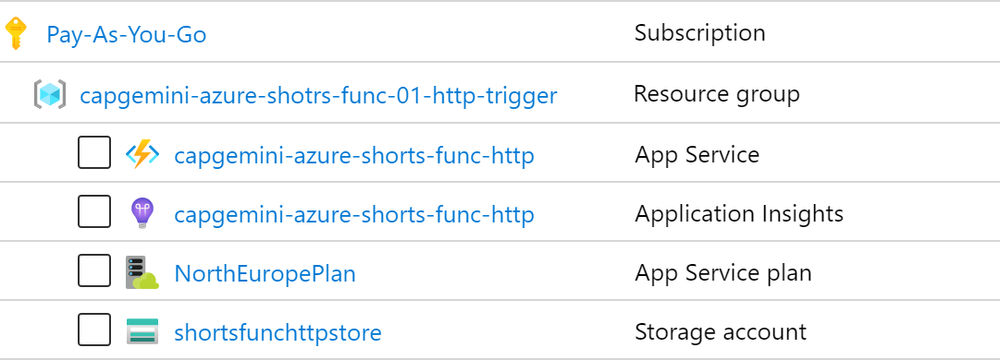 Pay-As-You-Go Subscription
capgemini-azure-shotrs-func-01-http-trigger Resource group
capgemini-azure-shorts-func-http App Service
capgemini-azure-shorts-func-http Application Insights
NorthEuropePlan App Service plan
shortsfunchttpstore Storage account